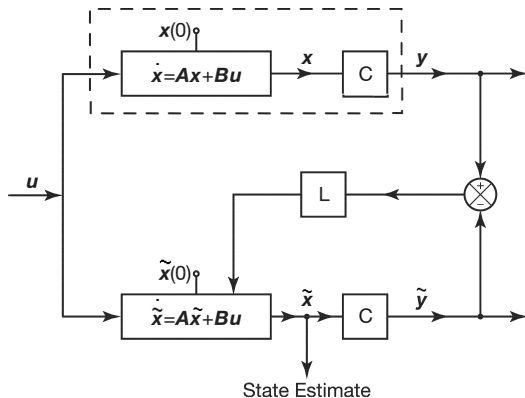 x(0)
ẋ=Ax+Bu
x
C
y
u
L
+
−
x̃(0)
x̃̇=Ax̃+Bu
x̃
C
ỹ
State Estimate